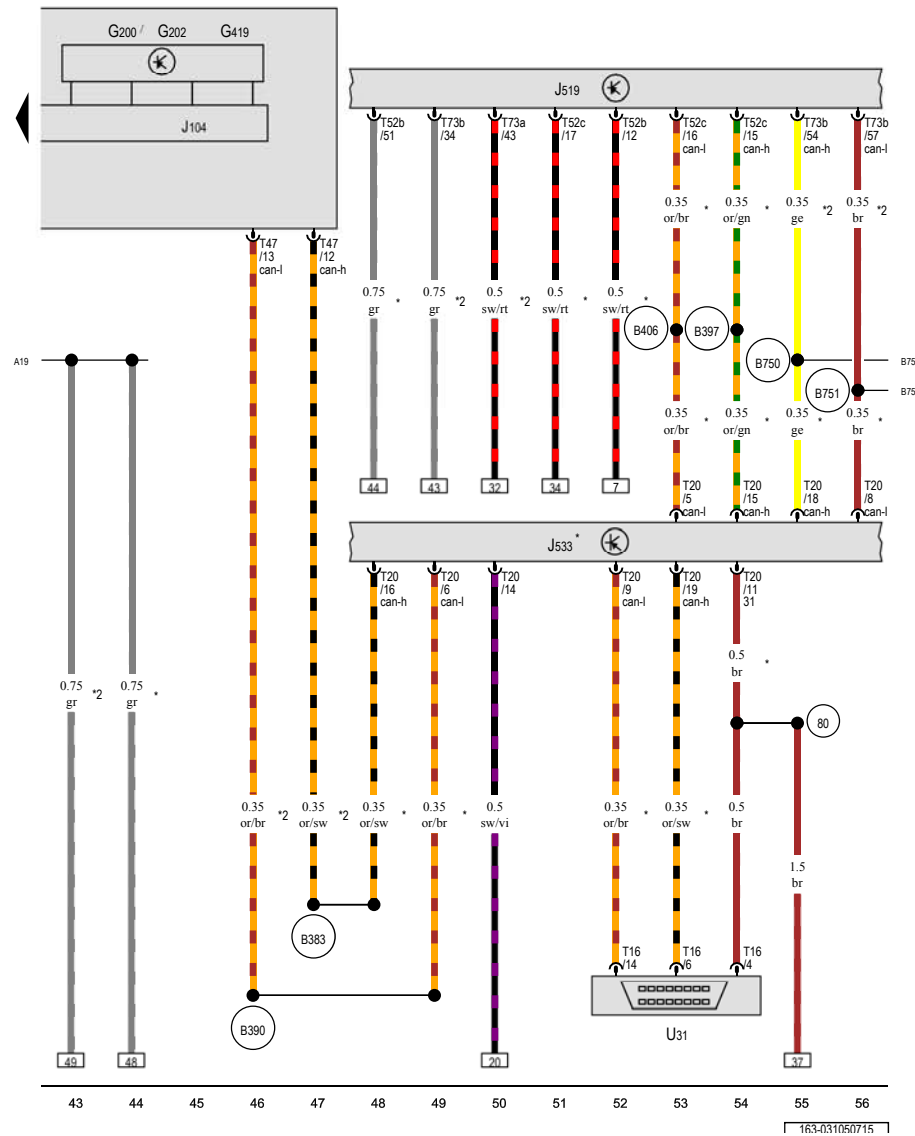 G200 / G202 G419
J104
J519
T52b /51
T73b /34
T73a /43
T52c /17
T52b /12
T52c /16 can-l
T52c /15 can-h
T73b /54 can-h
T73b /57 can-l
0.35 or/br *
0.35 or/gn *
0.35 ge *2
0.35 br *2
T47 /13 can-l
T47 /12 can-h
0.75 gr *
0.75 gr *2
0.5 sw/rt *2
0.5 sw/rt *
0.5 sw/rt *
B406
B397
B750
B751
A19
B75
B75
0.35 or/br *
0.35 or/gn *
0.35 ge *
0.35 br *
44
43
32
34
7
T20 /5 can-l
T20 /15 can-h
T20 /18 can-h
T20 /8 can-l
J533 *
T20 /16 can-h
T20 /6 can-l
T20 /14
T20 /9 can-l
T20 /19 can-h
T20 /11 31
0.75 gr *2
0.75 gr *
0.5 br *
80
0.35 or/br *2
0.35 or/sw *2
0.35 or/sw *
0.35 or/br *
0.5 sw/vi
0.35 or/br *
0.35 or/sw *
0.5 br
1.5 br
B383
T16 /14
T16 /6
T16 /4
B390
U31
49
48
20
37
43 44 45 46 47 48 49 50 51 52 53 54 55 56
163-031050715